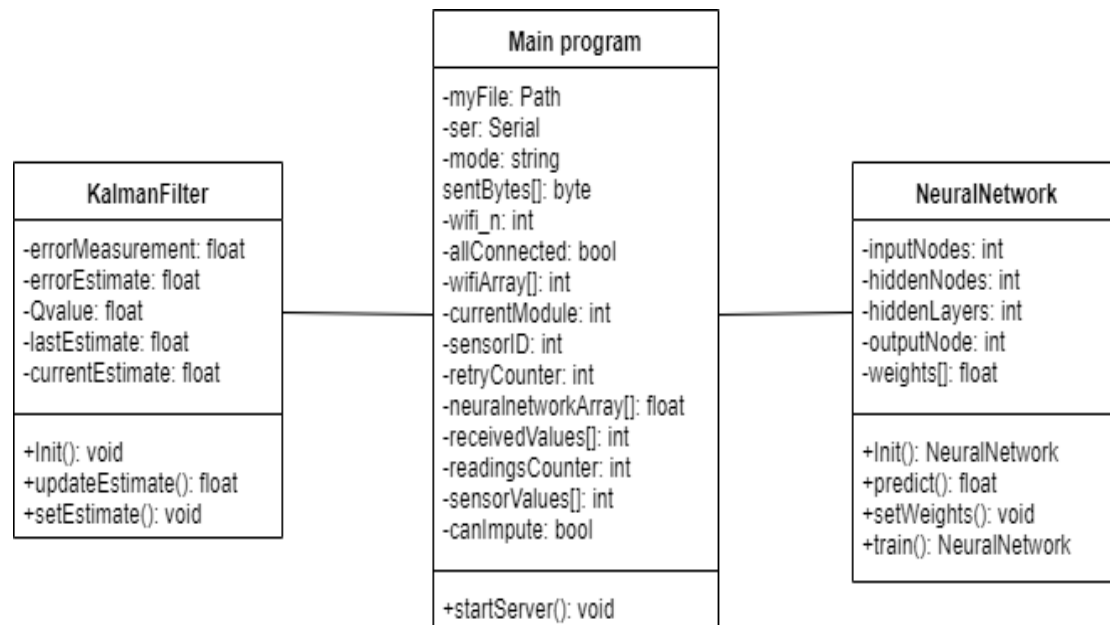 Main program
-myFile: Path
-ser: Serial
-mode: string
sentBytes[]: byte
-wifi_n: int
-allConnected: bool
-wifiArray[]: int
-currentModule: int
-sensorID: int
-retryCounter: int
-neuralnetworkArray[]: float
-receivedValues[]: int
-readingsCounter: int
-sensorValues[]: int
-canImpute: bool
+startServer(): void
KalmanFilter
-errorMeasurement: float
-errorEstimate: float
-Qvalue: float
-lastEstimate: float
-currentEstimate: float
+Init(): void
+updateEstimate(): float
+setEstimate(): void
NeuralNetwork
-inputNodes: int
-hiddenNodes: int
-hiddenLayers: int
-outputNode: int
-weights[]: float
+Init(): NeuralNetwork
+predict(): float
+setWeights(): void
+train(): NeuralNetwork